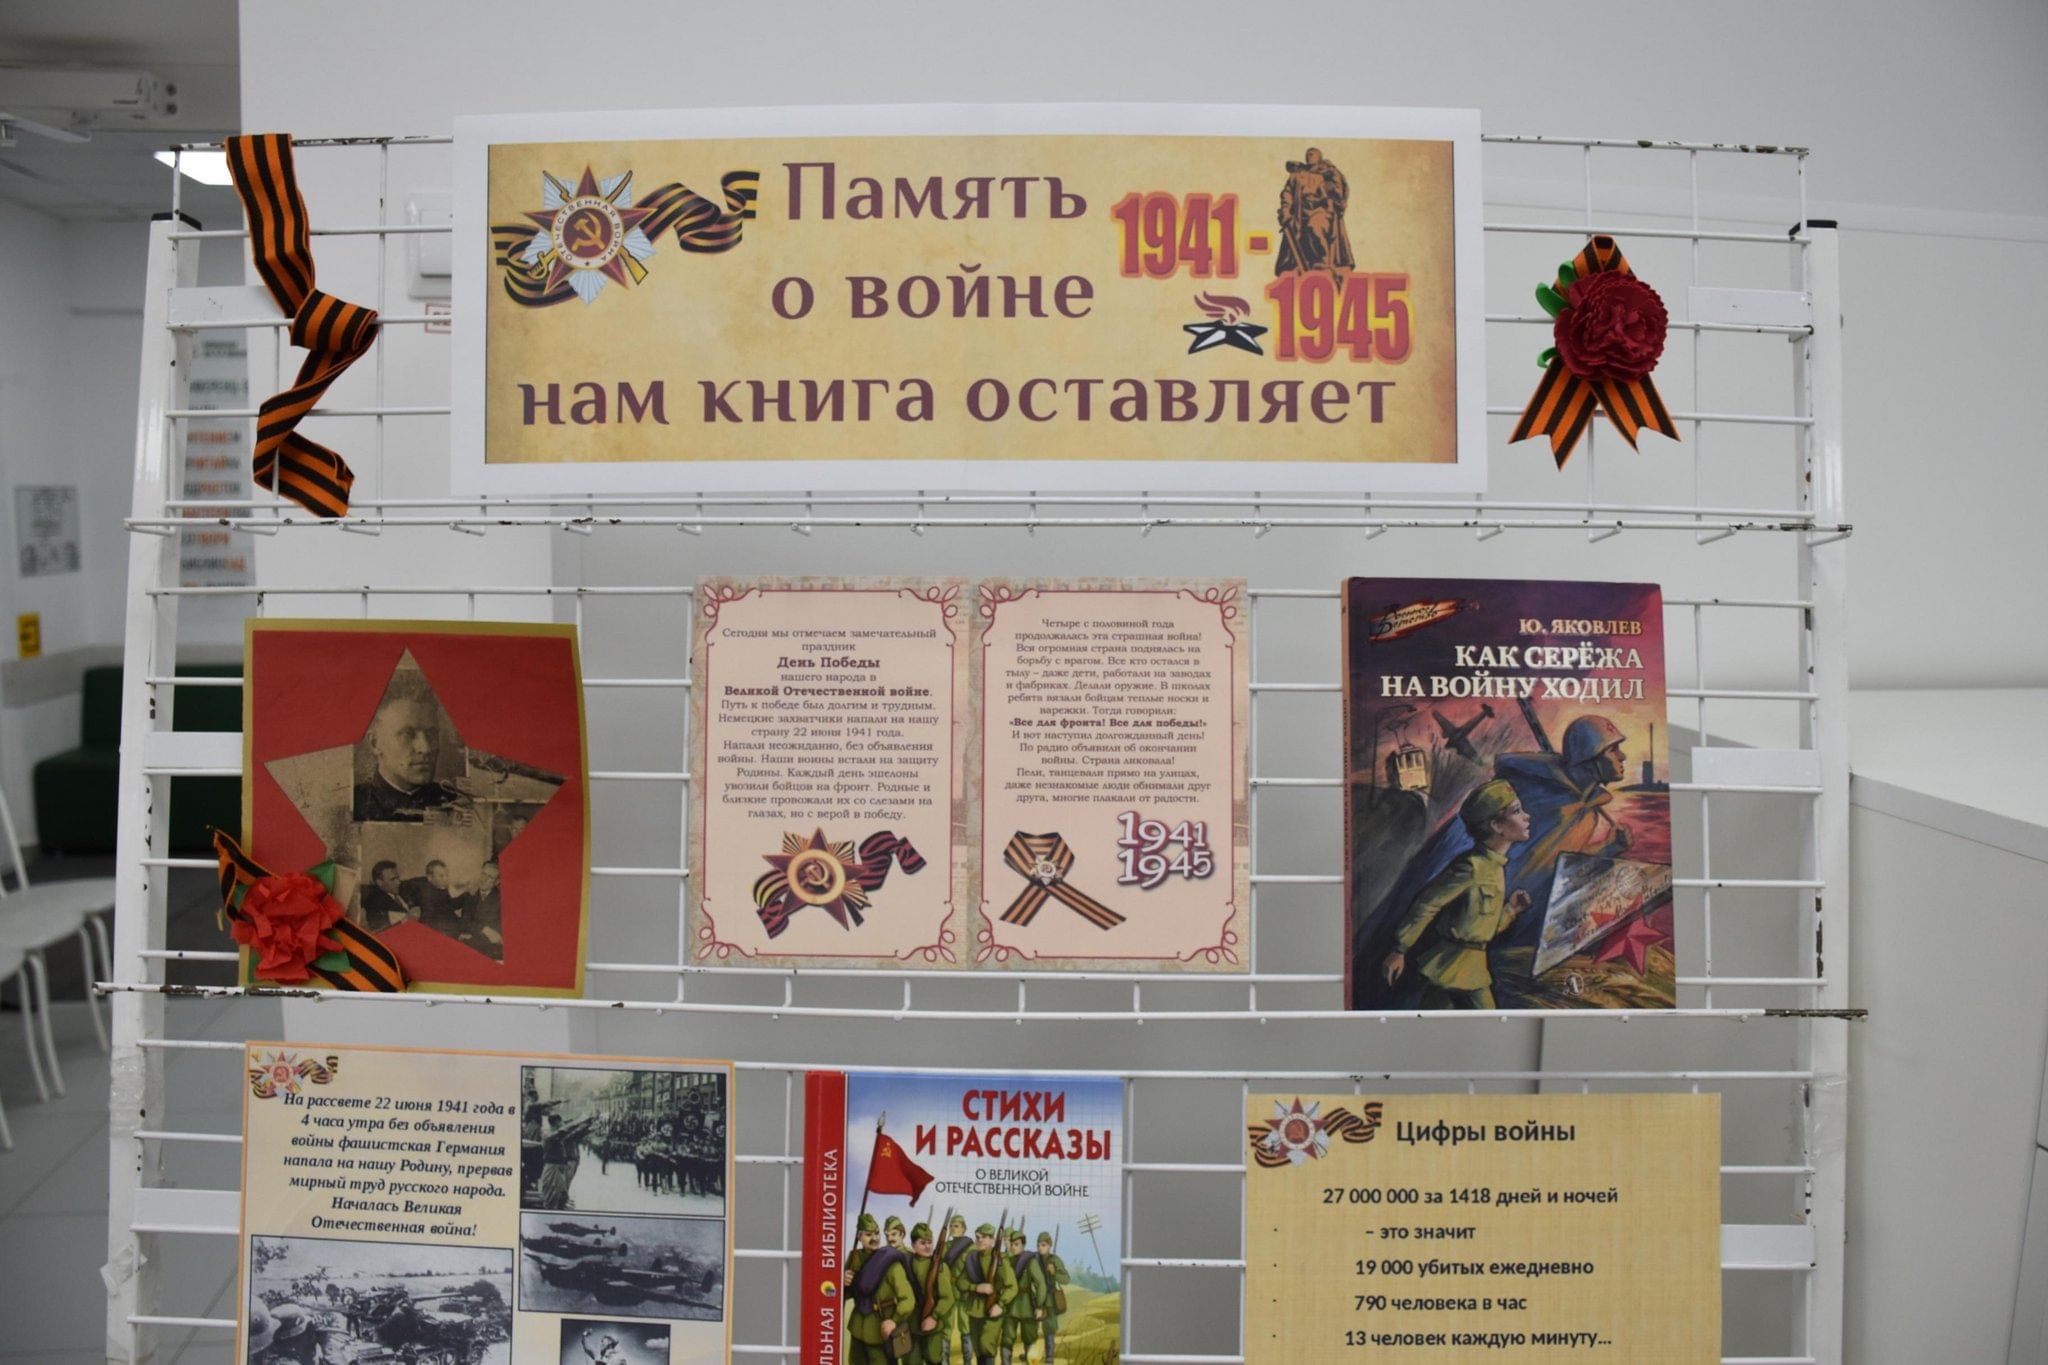 Память
о войне
нам книга оставляет
1941 -
1945
ОТЕЧЕСТВЕННАЯ ВОЙНА
Сегодня мы отмечаем замечательный
праздник
День Победы
нашего народа в
Великой Отечественной войне.
Путь к победе был долгим и трудным.
Немецкие захватчики напали на нашу
страну 22 июня 1941 года.
Напали неожиданно, без объявления
войны. Наши воины встали на защиту
Родины. Каждый день эшелоны
увозили бойцов на фронт. Родные и
близкие провожали их со слезами на
глазах, но с верой в победу.
Четыре с половиной года
продолжалась эта страшная война!
Вся огромная страна поднялась на
борьбу с врагом. Все кто остался в
тылу – даже дети, работали на заводах
и фабриках. Делали оружие. В школах
ребята вязали бойцам теплые носки и
варежки. Тогда говорили:
«Все для фронта! Все для победы!»
И вот наступил долгожданный день!
По радио объявили об окончании
войны. Страна ликовала!
Пели, танцевали прямо на улицах,
даже незнакомые люди обнимали друг
друга, многие плакали от радости.
1941
1945
Военное
Детство
Ю. ЯКОВЛЕВ
КАК СЕРЁЖА
НА ВОЙНУ ХОДИЛ
На рассвете 22 июня 1941 года в
4 часа утра без объявления
войны фашистская Германия
напала на нашу Родину, прервав
мирный труд русского народа.
Началась Великая
Отечественная война!
ЛЬНАЯ БИБЛИОТЕКА
СТИХИ
И РАССКАЗЫ
О ВЕЛИКОЙ
ОТЕЧЕСТВЕННОЙ ВОЙНЕ
Цифры войны
27 000 000 за 1418 дней и ночей
· – это значит
· 19 000 убитых ежедневно
· 790 человека в час
· 13 человек каждую минуту...